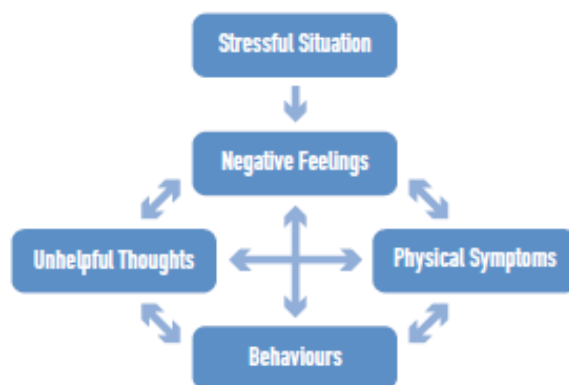 Stressful Situation
Negative Feelings
Unhelpful Thoughts
Physical Symptoms
Behaviours